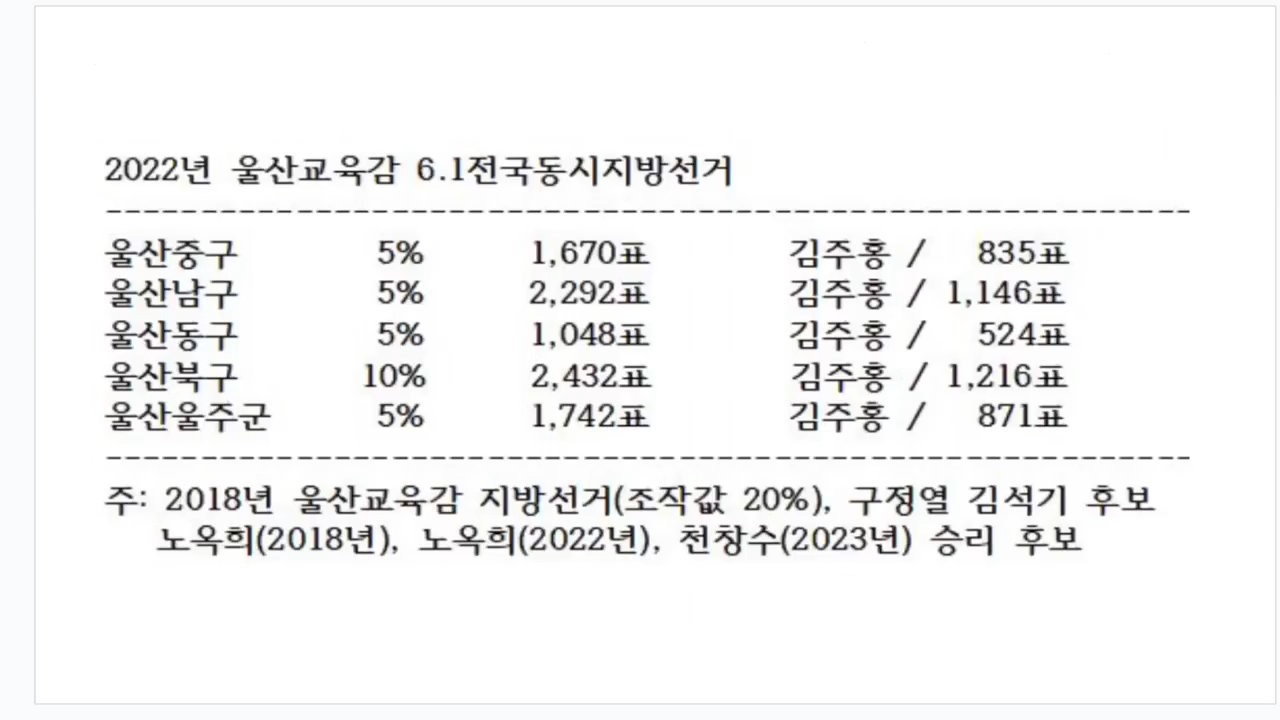 2022년 울산교육감 6.1전국동시지방선거
울산중구 5% 1,670표 김주홍 / 835표
울산남구 5% 2,292표 김주홍 / 1,146표
울산동구 5% 1,048표 김주홍 / 524표
울산북구 10% 2,432표 김주홍 / 1,216표
울산울주군 5% 1,742표 김주홍 / 871표
주: 2018년 울산교육감 지방선거(조작값 20%), 구정열 김석기 후보
노옥희(2018년), 노옥희(2022년), 천창수(2023년) 승리 후보